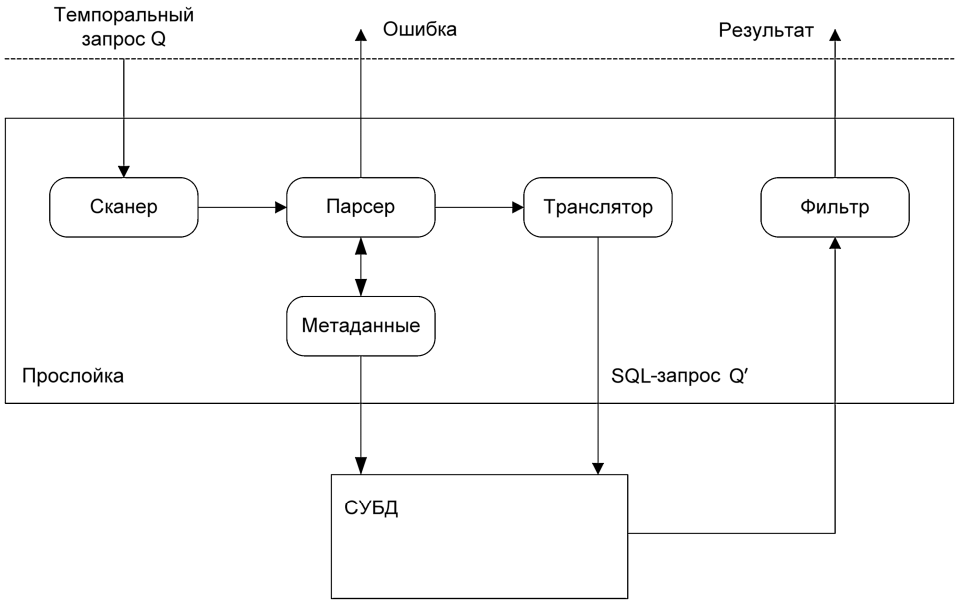 Темпоральный
запрос Q
Ошибка
Результат
Сканер
Парсер
Транслятор
Фильтр
Метаданные
Прослойка
SQL-запрос Q′
СУБД